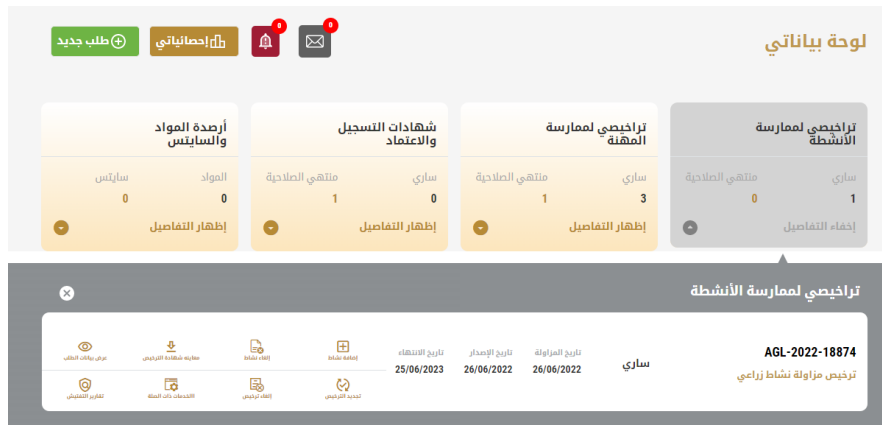 لوحة بياناتي
0
0
إحصائياتي
طلب جديد
تراخيصي لممارسة الأنشطة
ساري
منتهي الصلاحية
1
0
إخفاء التفاصيل
تراخيصي لممارسة المهنة
ساري
منتهي الصلاحية
3
1
إظهار التفاصيل
شهادات التسجيل والاعتماد
ساري
منتهي الصلاحية
0
1
إظهار التفاصيل
أرصدة المواد والسايتس
المواد
سايتس
0
0
إظهار التفاصيل
تراخيصي لممارسة الأنشطة
AGL-2022-18874
ترخيص مزاولة نشاط زراعي
ساري
تاريخ المزاولة
26/06/2022
تاريخ الإصدار
26/06/2022
تاريخ الانتهاء
25/06/2023
إضافة نشاط
إلغاء نشاط
معاينة شهادة الترخيص
عرض بيانات الطلب
تجديد الترخيص
إلغاء ترخيص
الخدمات ذات الصلة
تقارير التفتيش